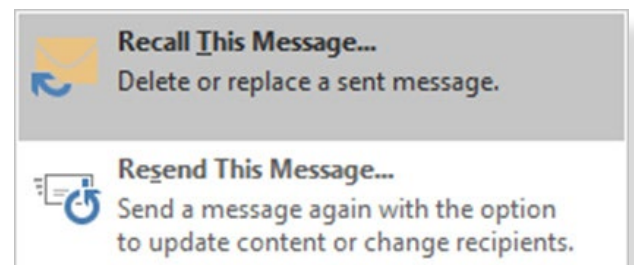 Recall This Message...
Delete or replace a sent message.
Resend This Message...
Send a message again with the option
to update content or change recipients.